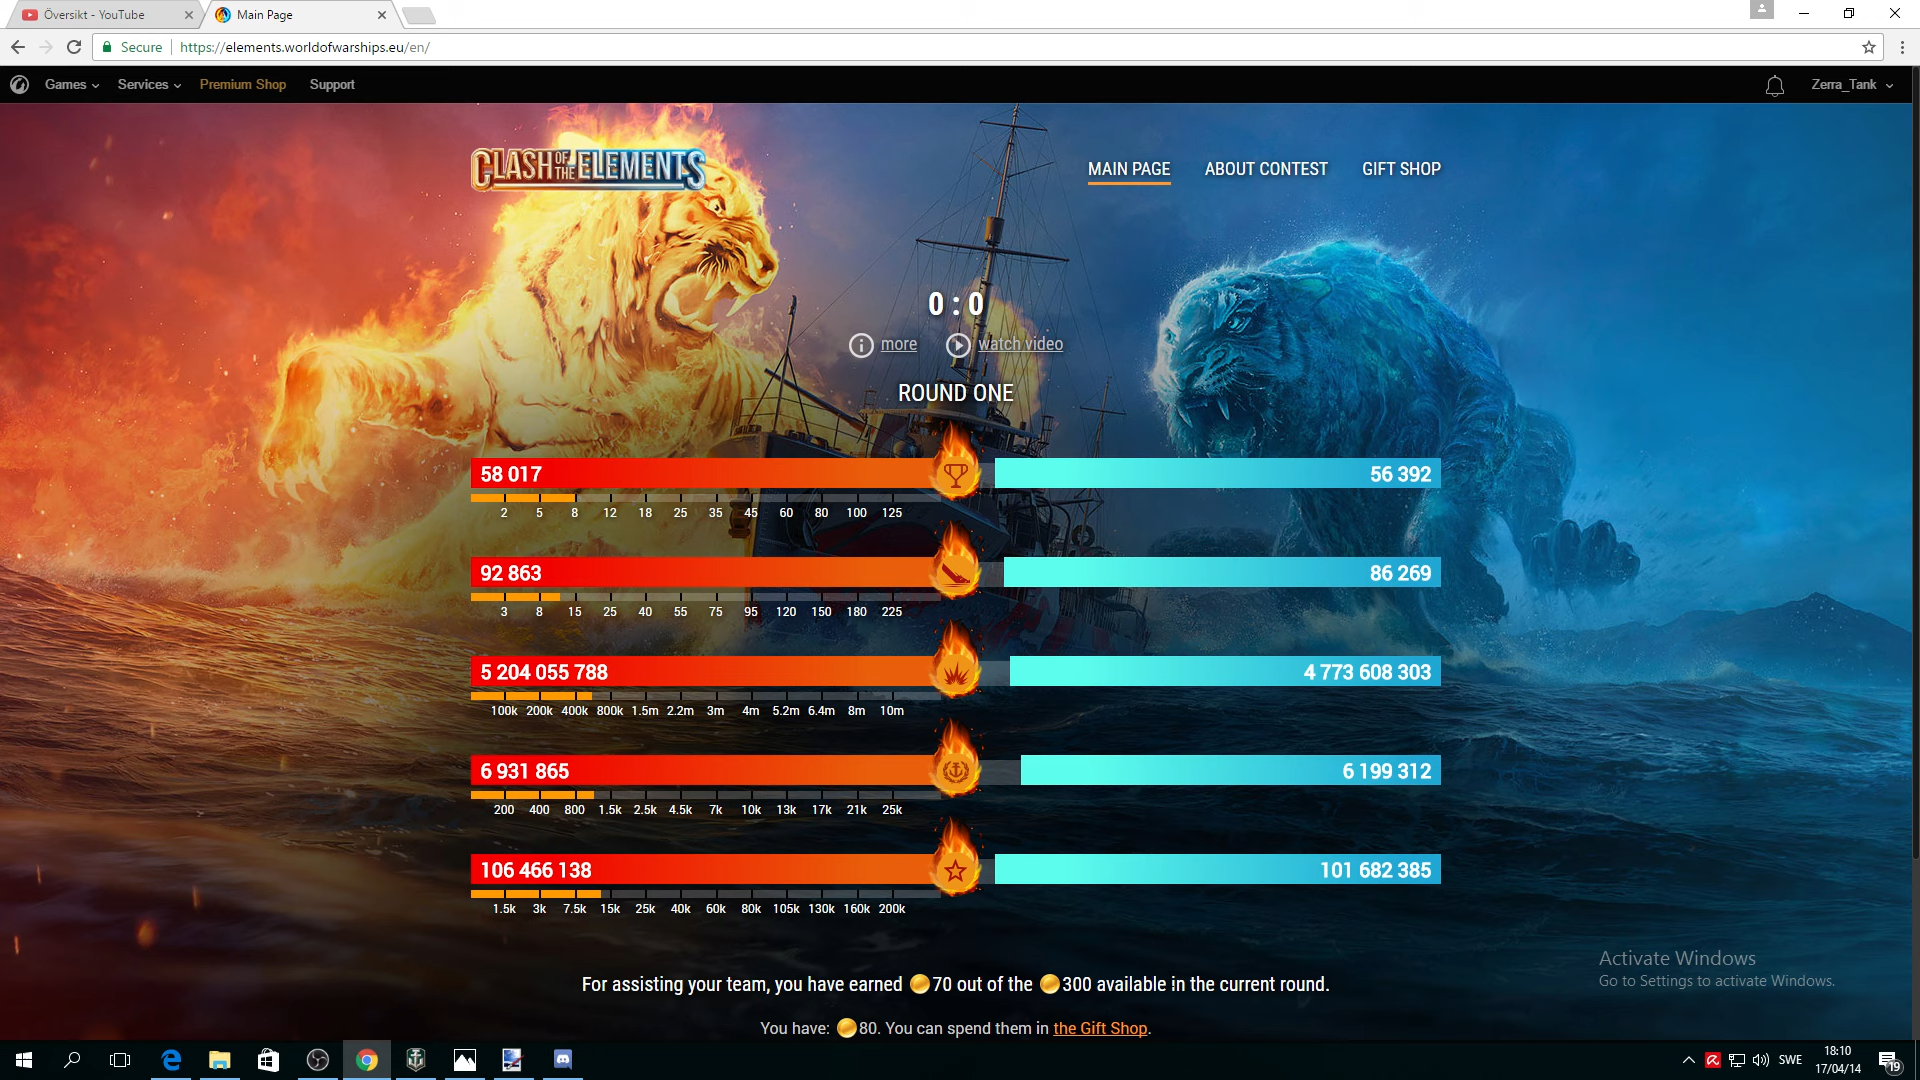 Översikt - YouTube
Main Page
Secure https://elements.worldofwarships.eu/en/
Games Services Premium Shop Support Zerra_Tank
CLASH OF THE ELEMENTS
MAIN PAGE ABOUT CONTEST GIFT SHOP
0 : 0
more watch video
ROUND ONE
58 017 56 392
2 5 8 12 18 25 35 45 60 80 100 125
92 863 86 269
3 8 15 25 40 55 75 95 120 150 180 225
5 204 055 788 4 773 608 303
100k 200k 400k 800k 1.5m 2.2m 3m 4m 5.2m 6.4m 8m 10m
6 931 865 6 199 312
200 400 800 1.5k 2.5k 4.5k 7k 10k 13k 17k 21k 25k
106 466 138 101 682 385
1.5k 3k 7.5k 15k 25k 40k 60k 80k 105k 130k 160k 200k
For assisting your team, you have earned 70 out of the 300 available in the current round.
You have: 80. You can spend them in the Gift Shop.
Activate Windows
Go to Settings to activate Windows.
SWE
18:10
17/04/14
19